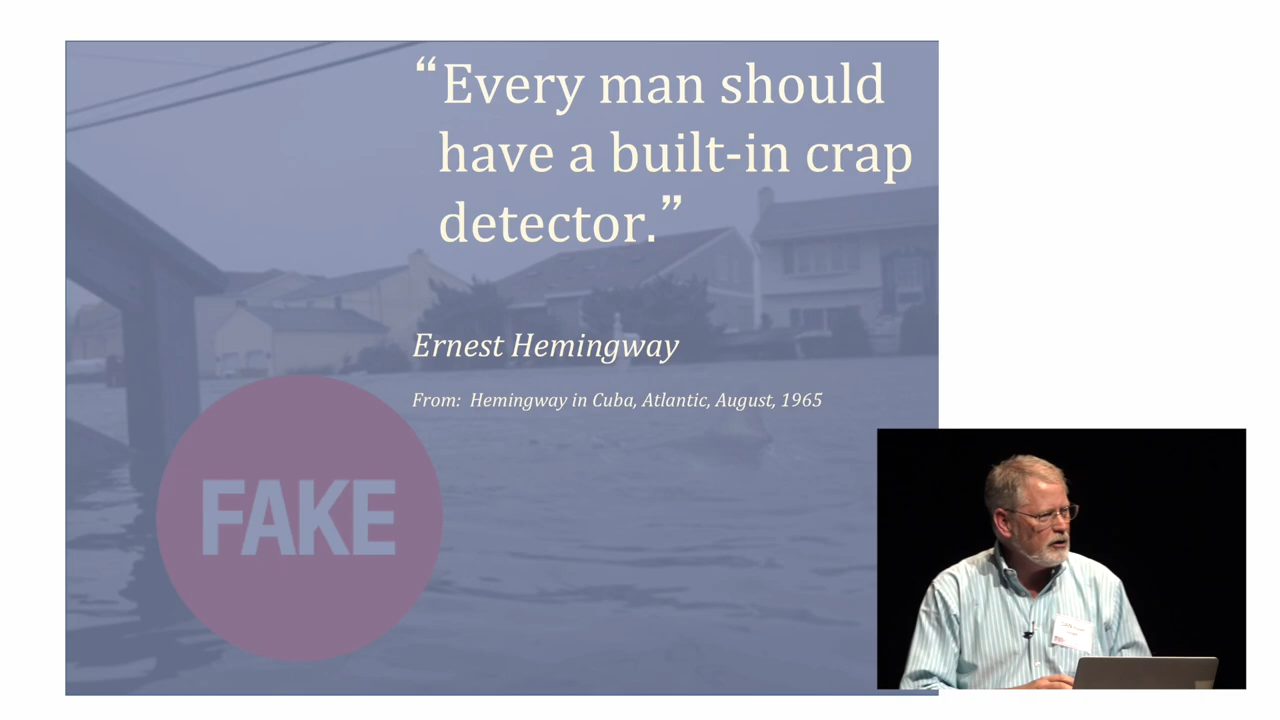 “Every man should
have a built-in crap
detector.”
Ernest Hemingway
From: Hemingway in Cuba, Atlantic, August, 1965
FAKE